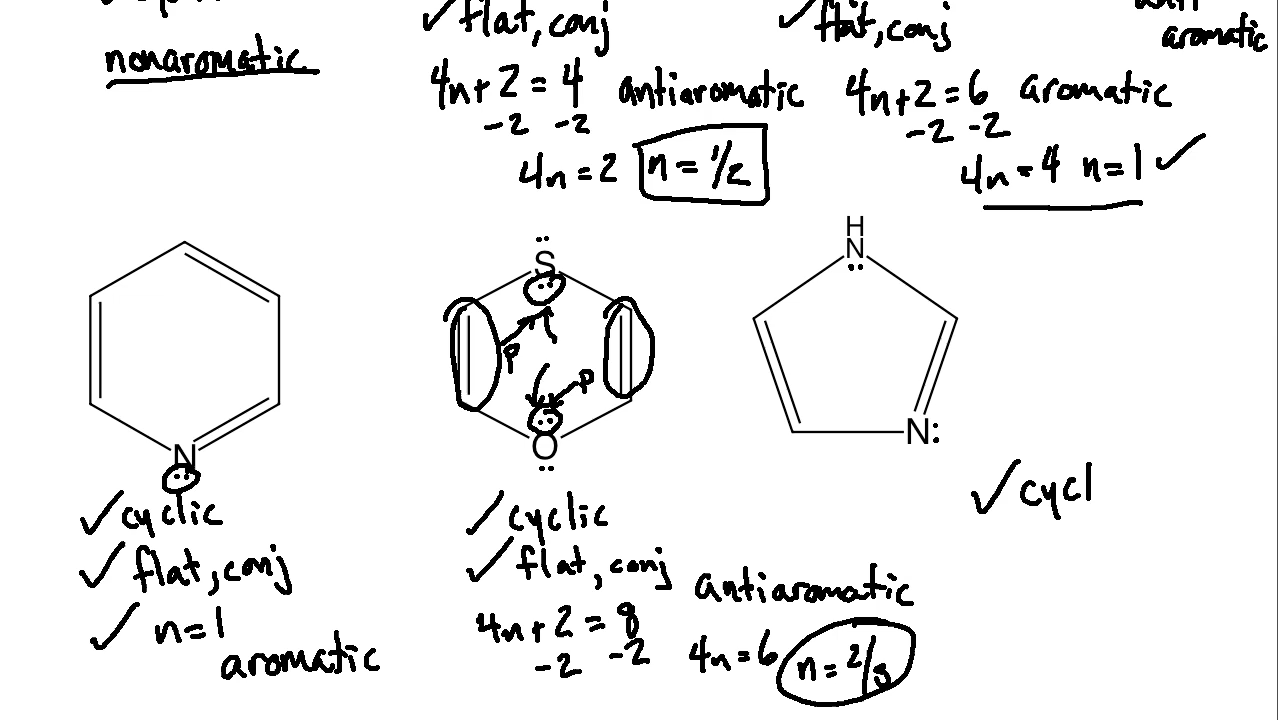 flat, conj
flat, conj
aromatic
nonaromatic
4n+2=4 antiaromatic
-2 -2
4n=2 n=1/2
4n+2=6 aromatic
-2 -2
4n=4 n=1
H
N
S
P
P
N
O
N:
cyclic
flat, conj
n=1
aromatic
cyclic
flat, conj
antiaromatic
4n+2=8
-2 -2
4n=6 n=2/3
cycl